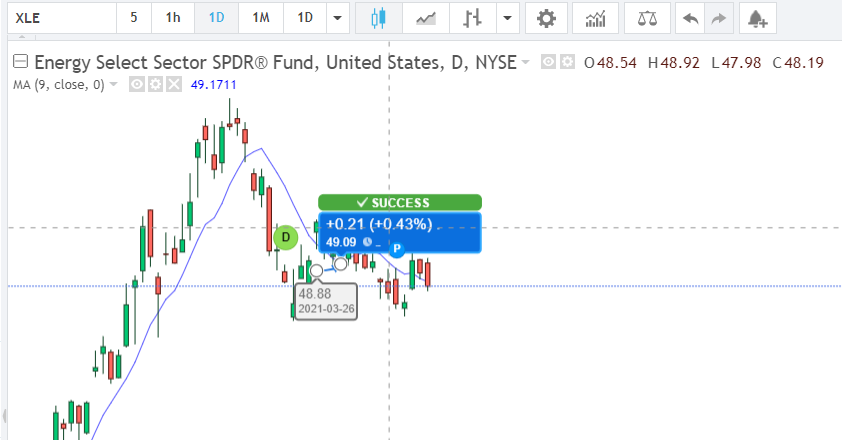 XLE 5 1h 1D 1M 1D
Energy Select Sector SPDR® Fund, United States, D, NYSE O48.54 H48.92 L47.98 C48.19
MA (9, close, 0) 49.1711
✓ SUCCESS
+0.21 (+0.43%)
49.09
D
P
48.88
2021-03-26